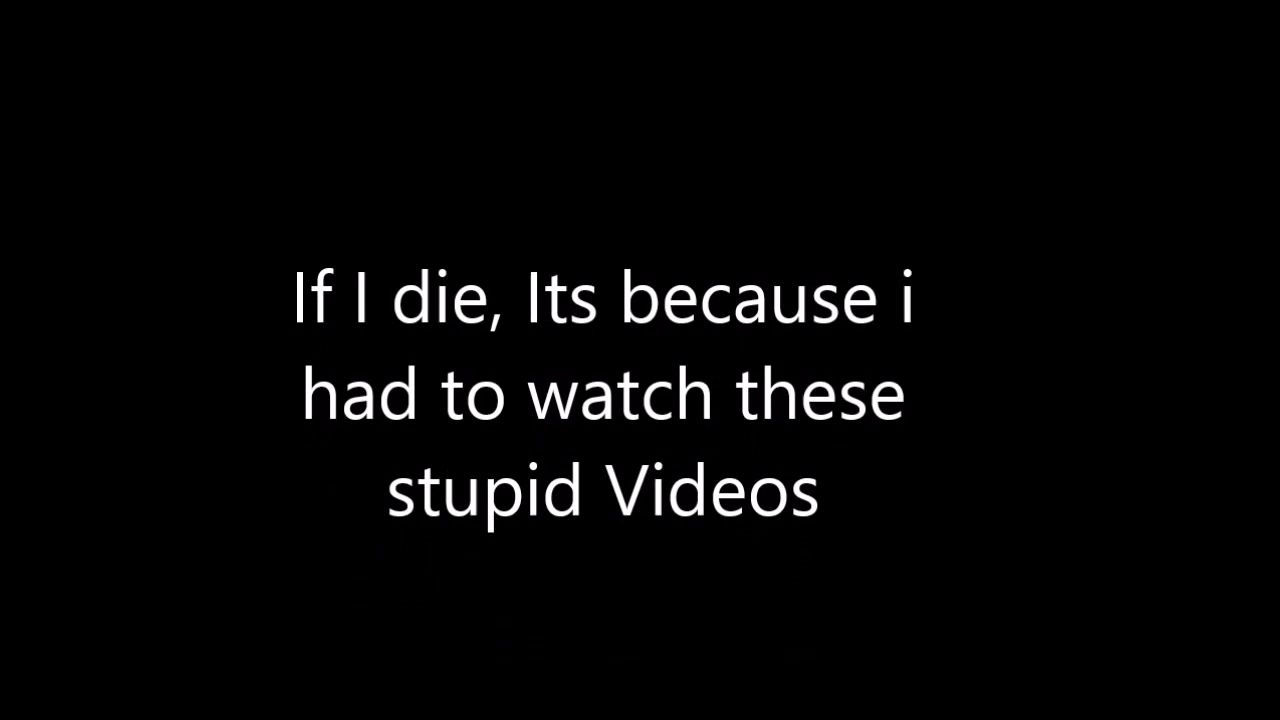 If I die, Its because i
had to watch these
stupid Videos